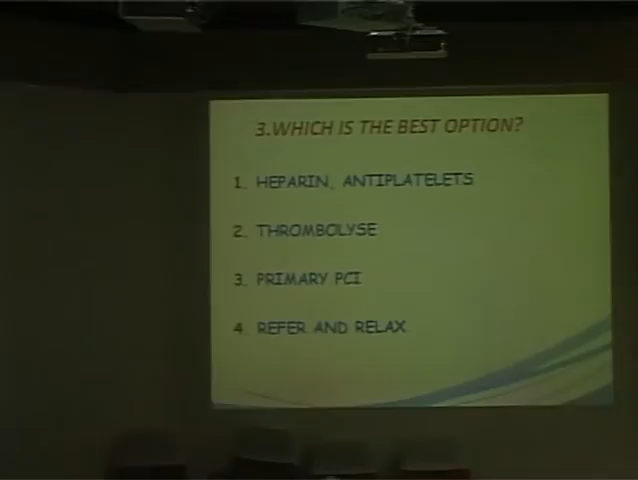 3.WHICH IS THE BEST OPTION?
1. HEPARIN, ANTIPLATELETS
2. THROMBOLYSE
3. PRIMARY PCI
4. REFER AND RELAX